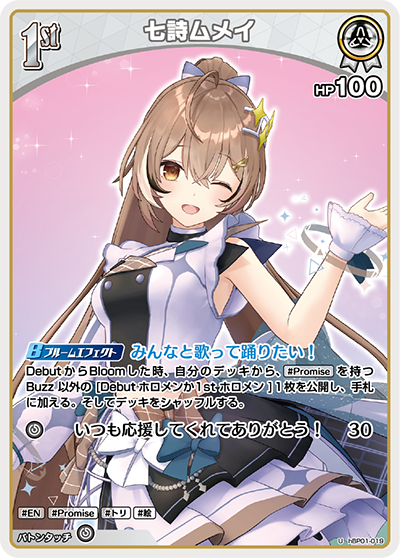 1st
七詩ムメイ
HP100
Bブルームエフェクト みんなと歌って踊りたい！
DebutからBloomした時、自分のデッキから、#Promiseを持つ
Buzz以外の[Debutホロメンか1stホロメン]1枚を公開し、手札
に加える。そしてデッキをシャッフルする。
いつも応援してくれてありがとう！ 30
#EN #Promise #トリ #絵
バトンタッチ
U hBP01-019